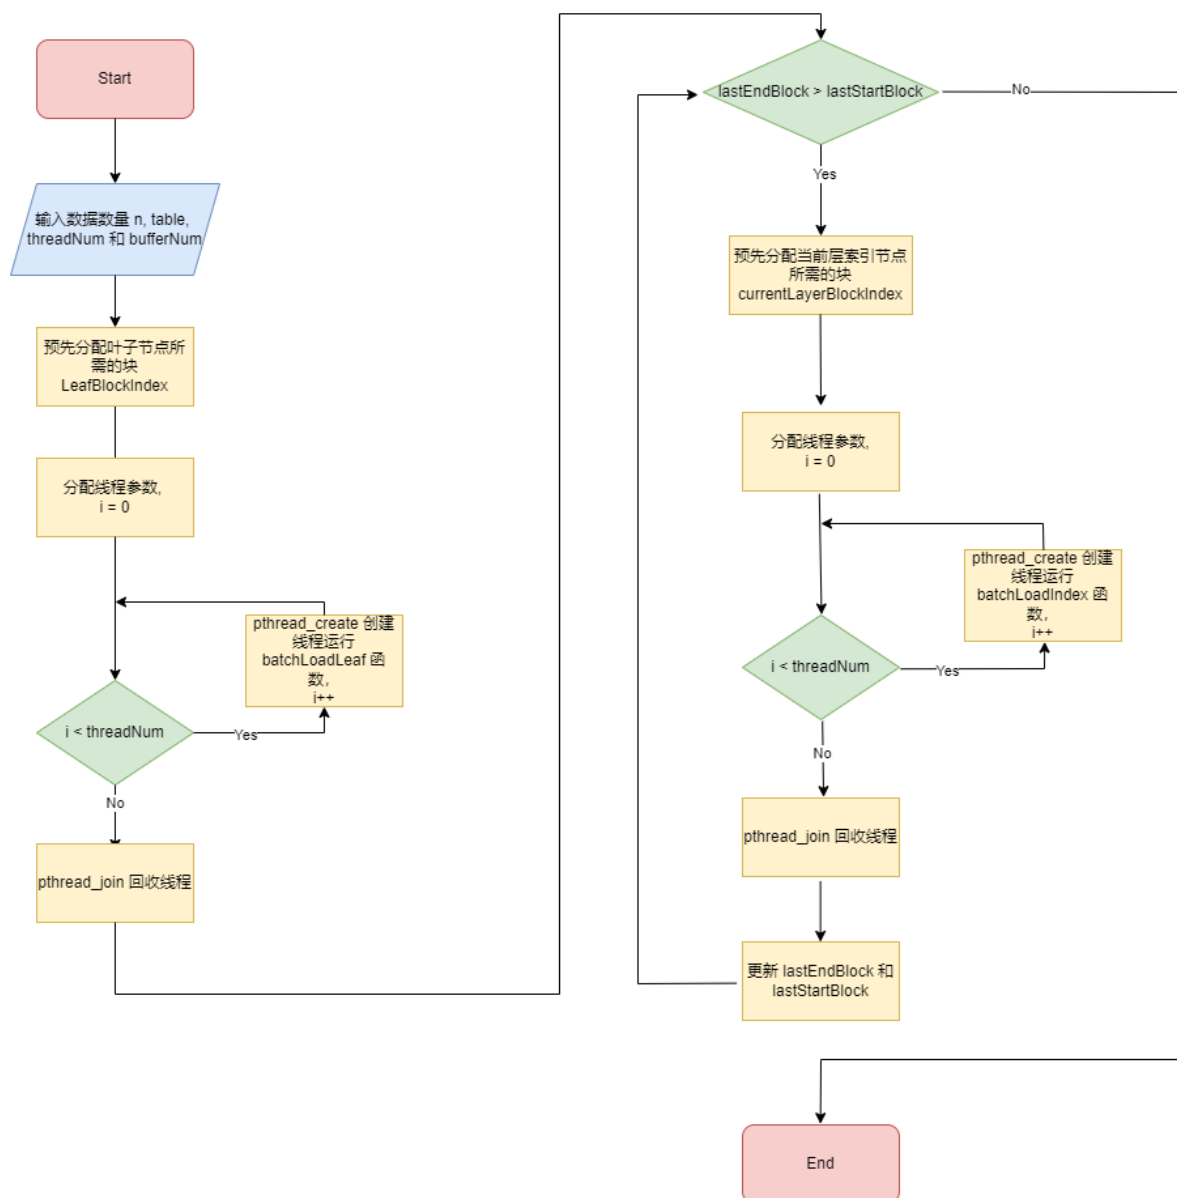 Start
输入数据数量 n, table,
threadNum 和 bufferNum
预先分配叶子节点所
需的块
LeafBlockIndex
分配线程参数,
i = 0
pthread_create 创建
线程运行
batchLoadLeaf 函
数，
i++
i < threadNum
Yes
No
pthread_join 回收线程
lastEndBlock > lastStartBlock
No
Yes
预先分配当前层索引节点
所需的块
currentLayerBlockIndex
分配线程参数,
i = 0
pthread_create 创建
线程运行
batchLoadIndex 函
数，
i++
i < threadNum
Yes
No
pthread_join 回收线程
更新 lastEndBlock 和
lastStartBlock
End